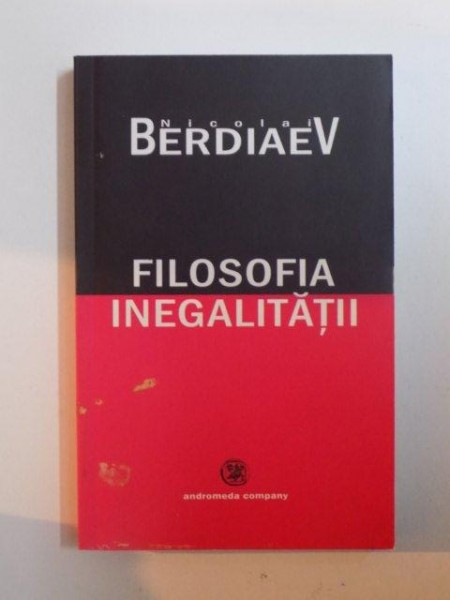 Nicolai
BERDIAEV
FILOSOFIA
INEGALITĂȚII
andromeda company